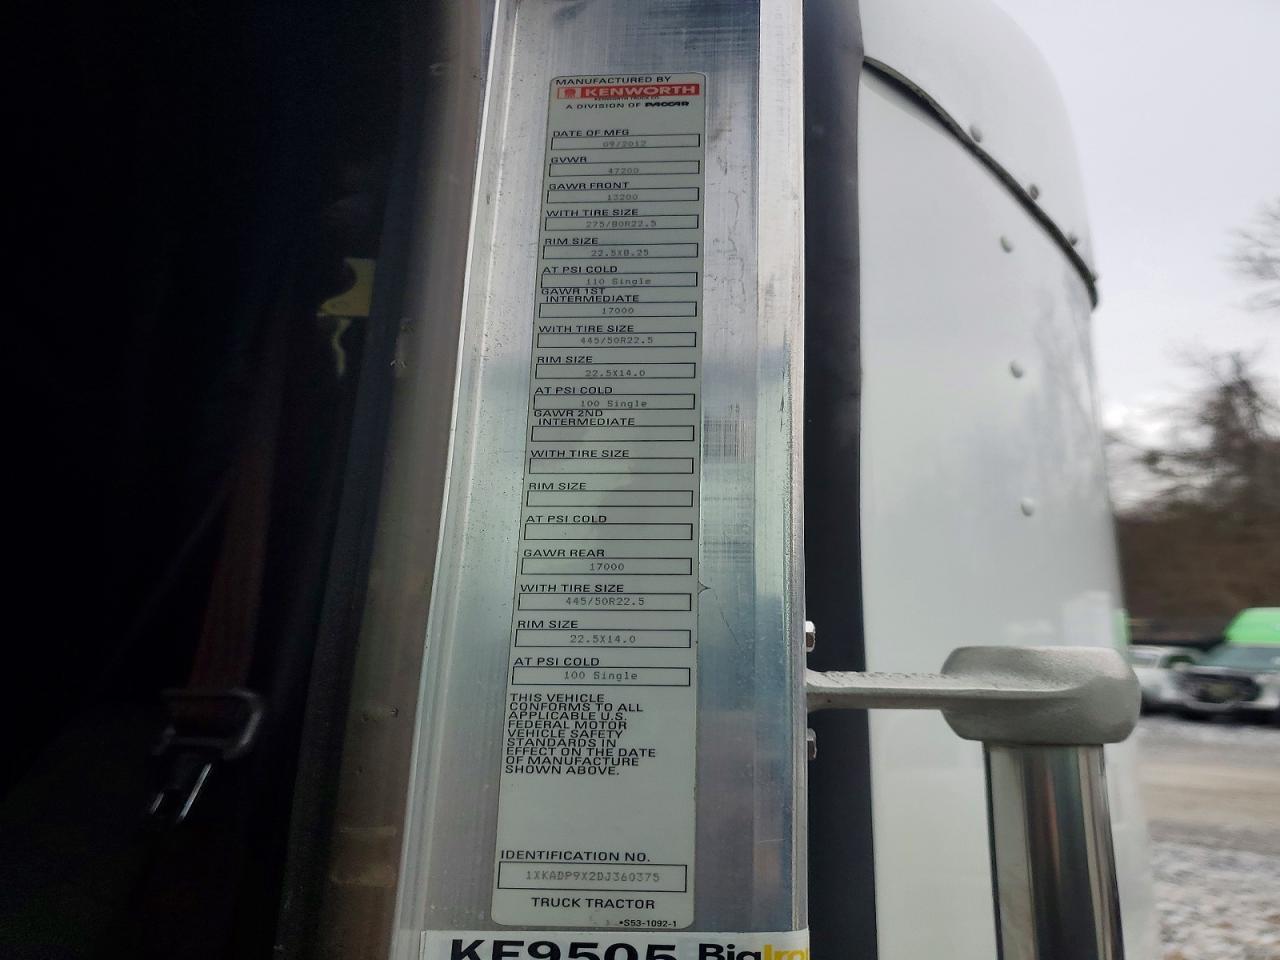 MANUFACTURED BY
KENWORTH
KENWORTH TRUCK CO.
A DIVISION OF PACCAR
DATE OF MFG
09/2012
GVWR
47200
GAWR FRONT
13200
WITH TIRE SIZE
275/80R22.5
RIM SIZE
22.5X8.25
AT PSI COLD
110 Single
GAWR 1ST
INTERMEDIATE
17000
WITH TIRE SIZE
445/50R22.5
RIM SIZE
22.5X14.0
AT PSI COLD
100 Single
GAWR 2ND
INTERMEDIATE
WITH TIRE SIZE
RIM SIZE
AT PSI COLD
GAWR REAR
17000
WITH TIRE SIZE
445/50R22.5
RIM SIZE
22.5X14.0
AT PSI COLD
100 Single
THIS VEHICLE
CONFORMS TO ALL
APPLICABLE U.S.
FEDERAL MOTOR
VEHICLE SAFETY
STANDARDS IN
EFFECT ON THE DATE
OF MANUFACTURE
SHOWN ABOVE.
IDENTIFICATION NO.
1XKADP9X2DJ360375
TRUCK TRACTOR
•S53-1092-1
KE9505 BigIron